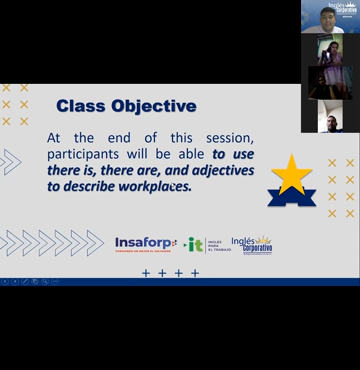 Inglés
Corporativo
Class Objective
At the end of this session,
participants will be able to use
there is, there are, and adjectives
to describe workplaces.
Insaforp
it
INGLÉS
PARA
EL TRABAJO
Inglés
Corporativo